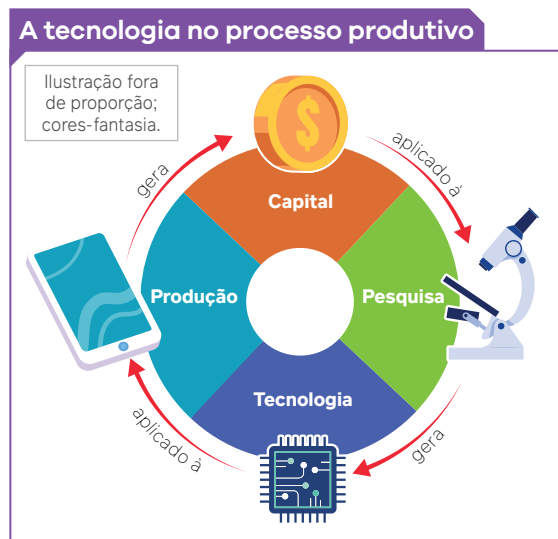 A tecnologia no processo produtivo
Ilustração fora
de proporção;
cores-fantasia.
$
gera
aplicado à
Capital
Produção
Pesquisa
Tecnologia
aplicado à
gera